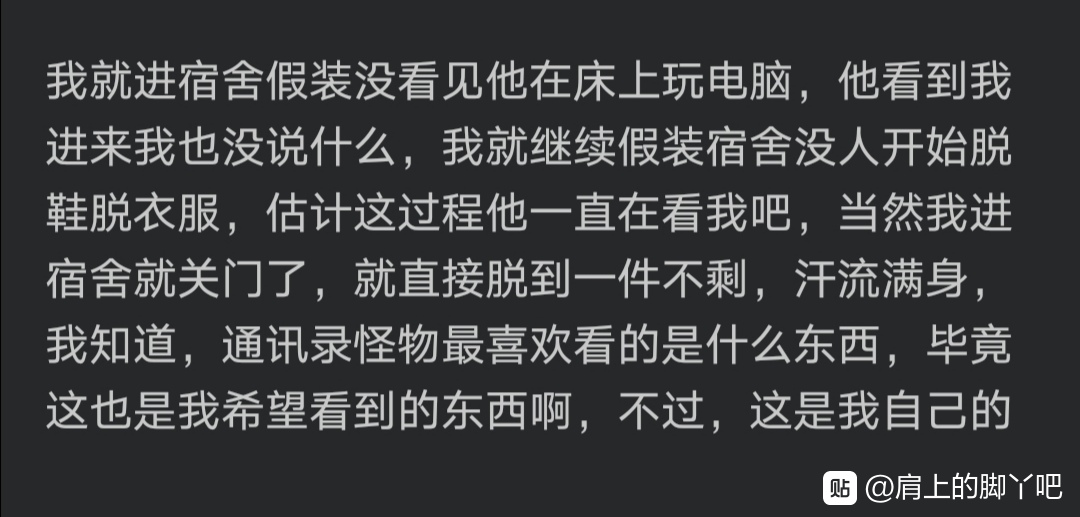 我就进宿舍假装没看见他在床上玩电脑，他看到我
进来我也没说什么，我就继续假装宿舍没人开始脱
鞋脱衣服，估计这过程他一直在看我吧，当然我进
宿舍就关门了，就直接脱到一件不剩，汗流满身，
我知道，通讯录怪物最喜欢看的是什么东西，毕竟
这也是我希望看到的东西啊，不过，这是我自己的
贴 @肩上的脚丫吧